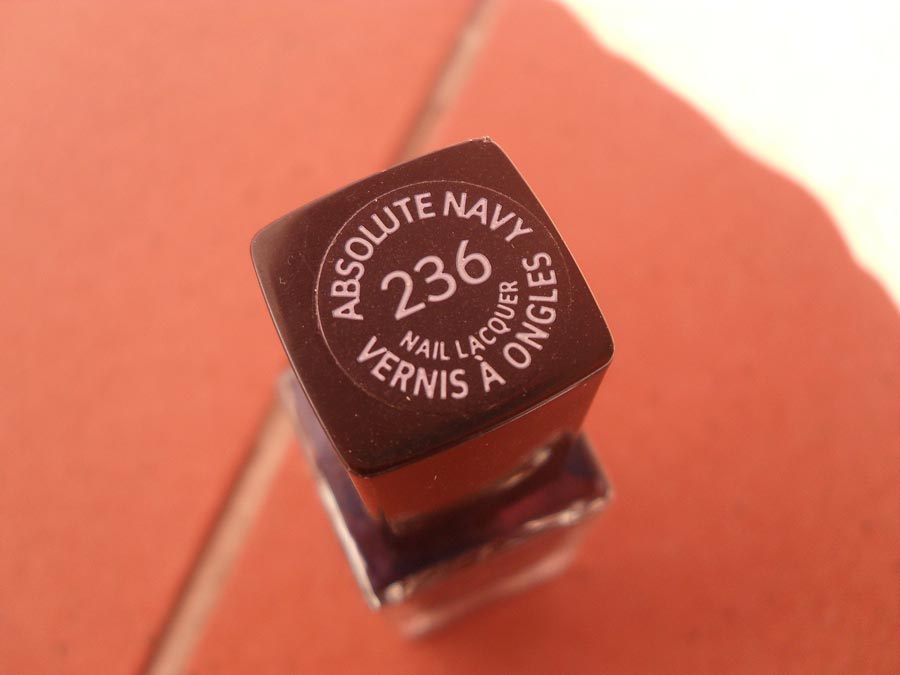 ABSOLUTE NAVY
236
NAIL LACQUER
VERNIS À ONGLES